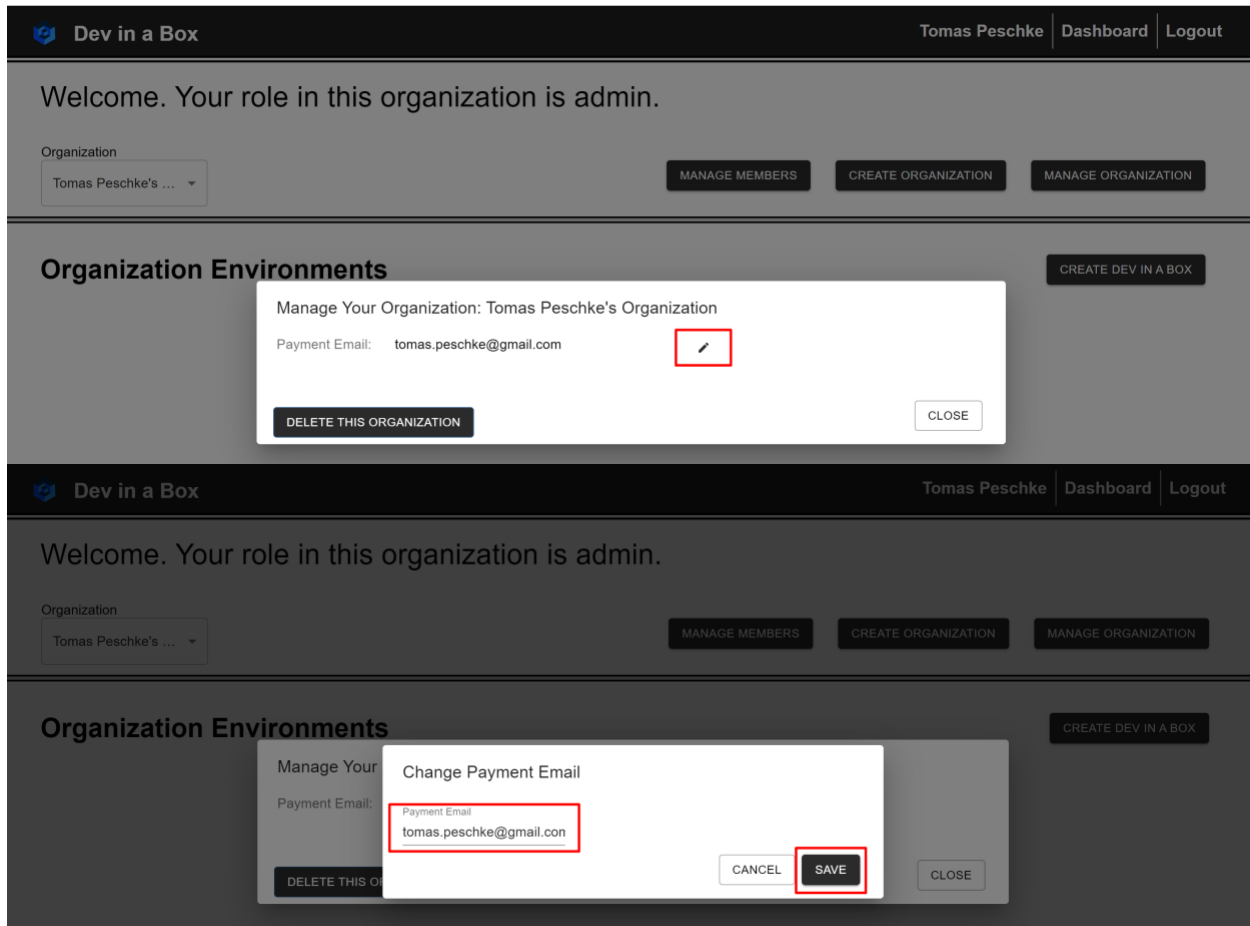 Dev in a Box Tomas Peschke Dashboard Logout
Welcome. Your role in this organization is admin.
Organization
Tomas Peschke's ... MANAGE MEMBERS CREATE ORGANIZATION MANAGE ORGANIZATION
Organization Environments CREATE DEV IN A BOX
Manage Your Organization: Tomas Peschke's Organization
Payment Email: tomas.peschke@gmail.com
DELETE THIS ORGANIZATION CLOSE
Dev in a Box Tomas Peschke Dashboard Logout
Welcome. Your role in this organization is admin.
Organization
Tomas Peschke's ... MANAGE MEMBERS CREATE ORGANIZATION MANAGE ORGANIZATION
Organization Environments CREATE DEV IN A BOX
Manage Your Change Payment Email
Payment Email: Payment Email
tomas.peschke@gmail.con
CANCEL SAVE
DELETE THIS CLOSE